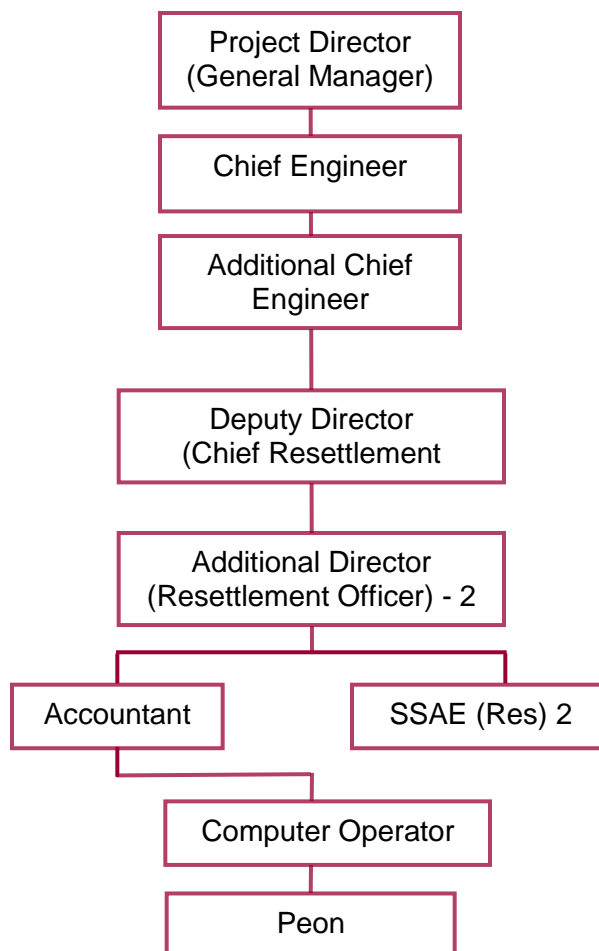 Project Director
(General Manager)
Chief Engineer
Additional Chief
Engineer
Deputy Director
(Chief Resettlement
Additional Director
(Resettlement Officer) - 2
Accountant
SSAE (Res) 2
Computer Operator
Peon